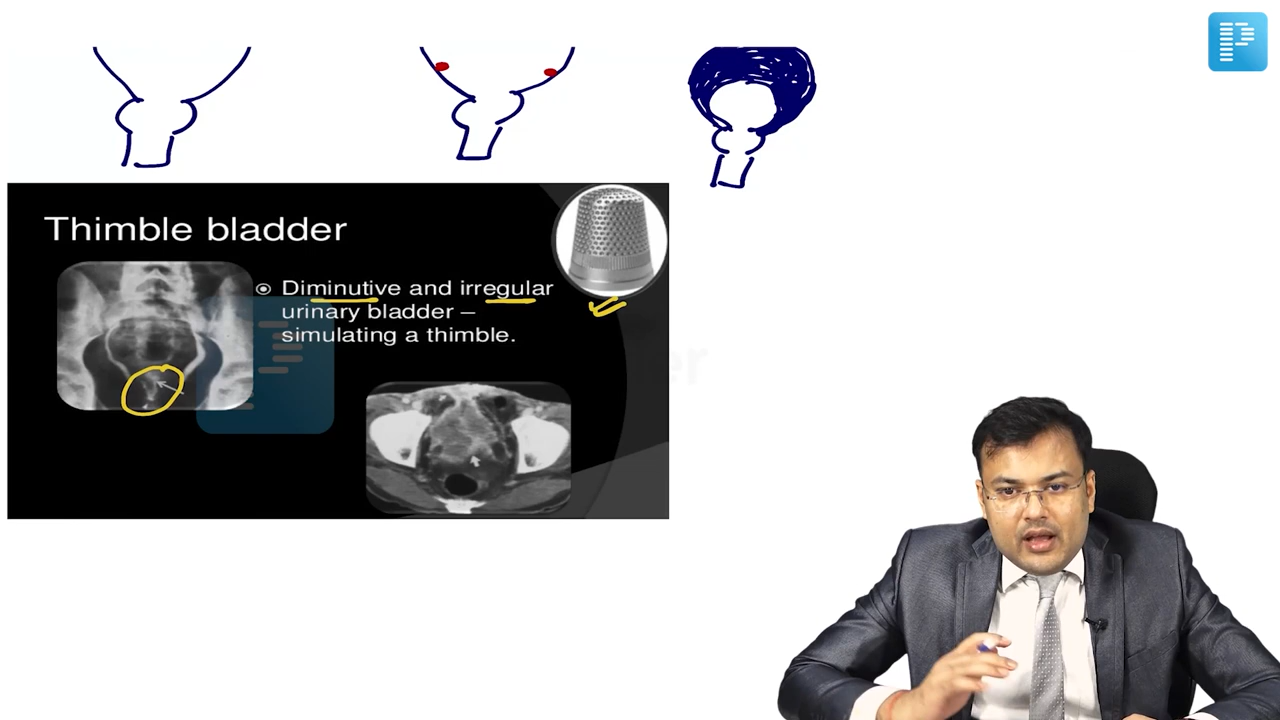 Thimble bladder
Diminutive and irregular
urinary bladder –
simulating a thimble.